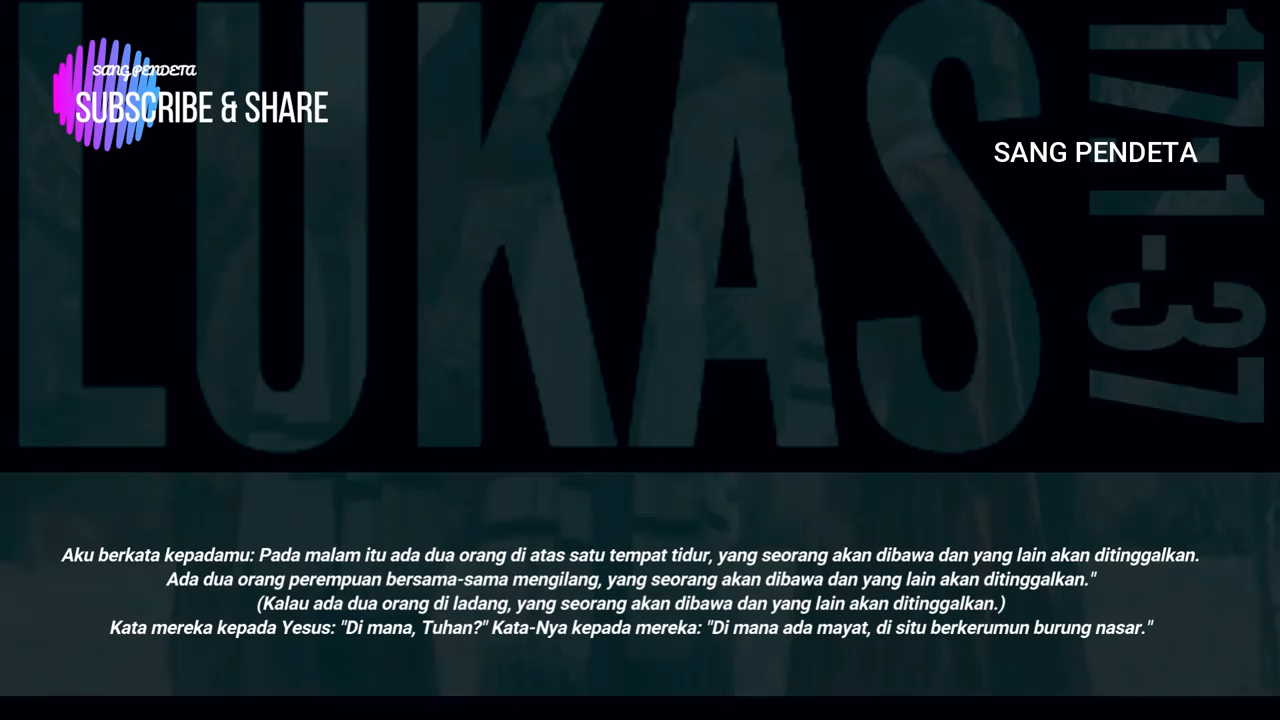 LUKAS
17:1-37
SANG PENDETA
SUBSCRIBE & SHARE
SANG PENDETA
Aku berkata kepadamu: Pada malam itu ada dua orang di atas satu tempat tidur, yang seorang akan dibawa dan yang lain akan ditinggalkan.
Ada dua orang perempuan bersama-sama mengilang, yang seorang akan dibawa dan yang lain akan ditinggalkan."
(Kalau ada dua orang di ladang, yang seorang akan dibawa dan yang lain akan ditinggalkan.)
Kata mereka kepada Yesus: "Di mana, Tuhan?" Kata-Nya kepada mereka: "Di mana ada mayat, di situ berkerumun burung nasar."